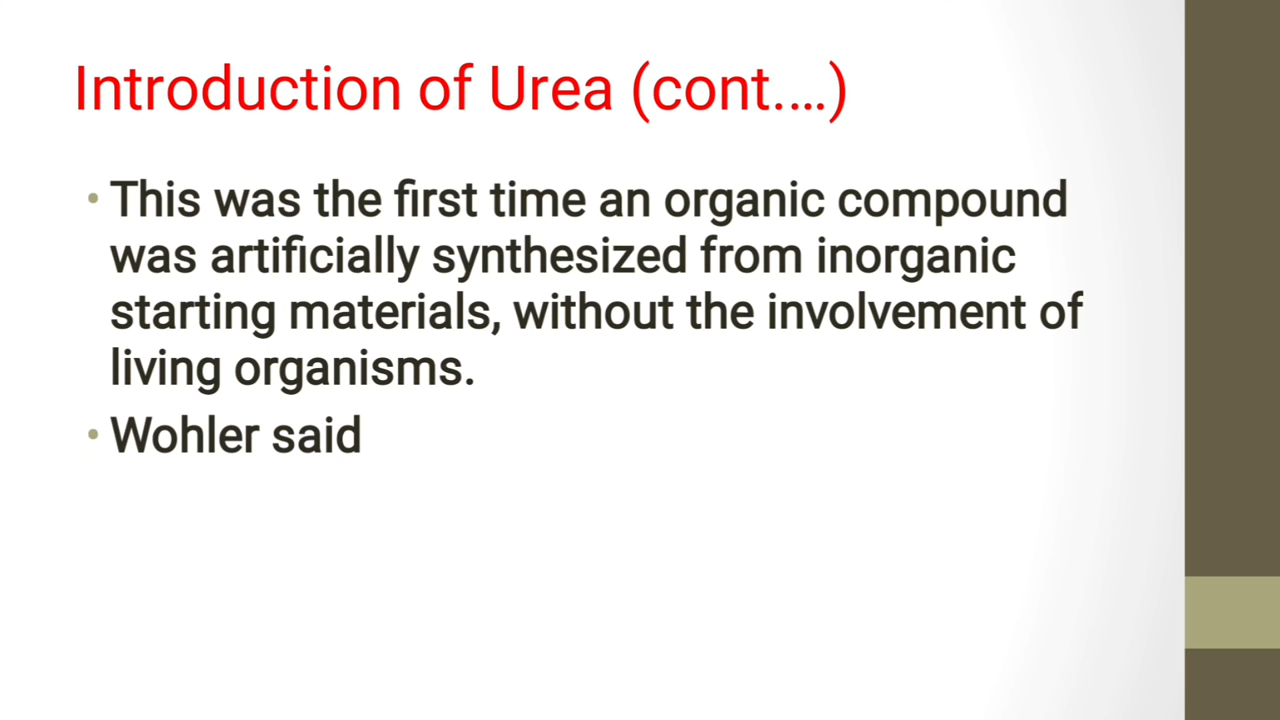 Introduction of Urea (cont....)
• This was the first time an organic compound
was artificially synthesized from inorganic
starting materials, without the involvement of
living organisms.
• Wohler said